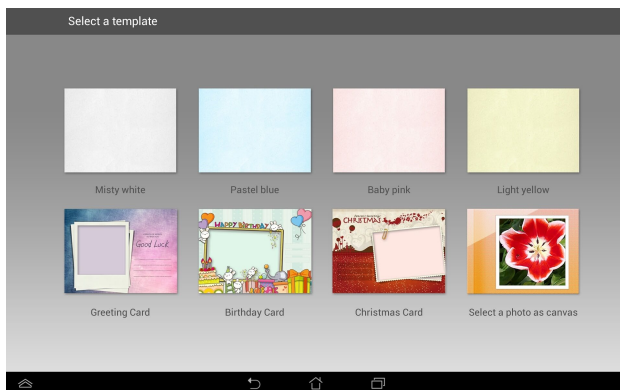 Select a template
Misty white
Pastel blue
Baby pink
Light yellow
Good Luck
HAPPY BIRTHDAY
CHRISTMAS
Greeting Card
Birthday Card
Christmas Card
Select a photo as canvas